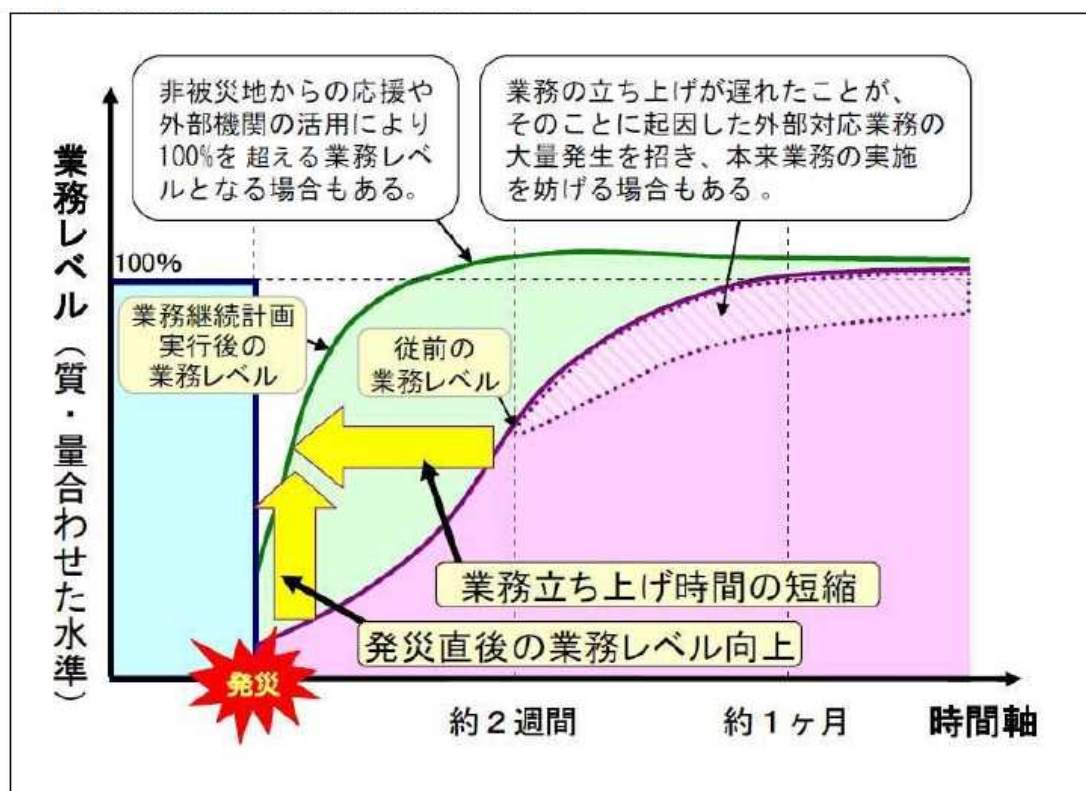 非被災地からの応援や
外部機関の活用により
100%を超える業務レベ
ルとなる場合もある。
業務の立ち上げが遅れたことが、
そのことに起因した外部対応業務の
大量発生を招き、本来業務の実施
を妨げる場合もある。
業務レベル（質・量合わせた水準）
100%
業務継続計画
実行後の
業務レベル
従前の
業務レベル
業務立ち上げ時間の短縮
発災直後の業務レベル向上
発災
約２週間
約１ヶ月
時間軸